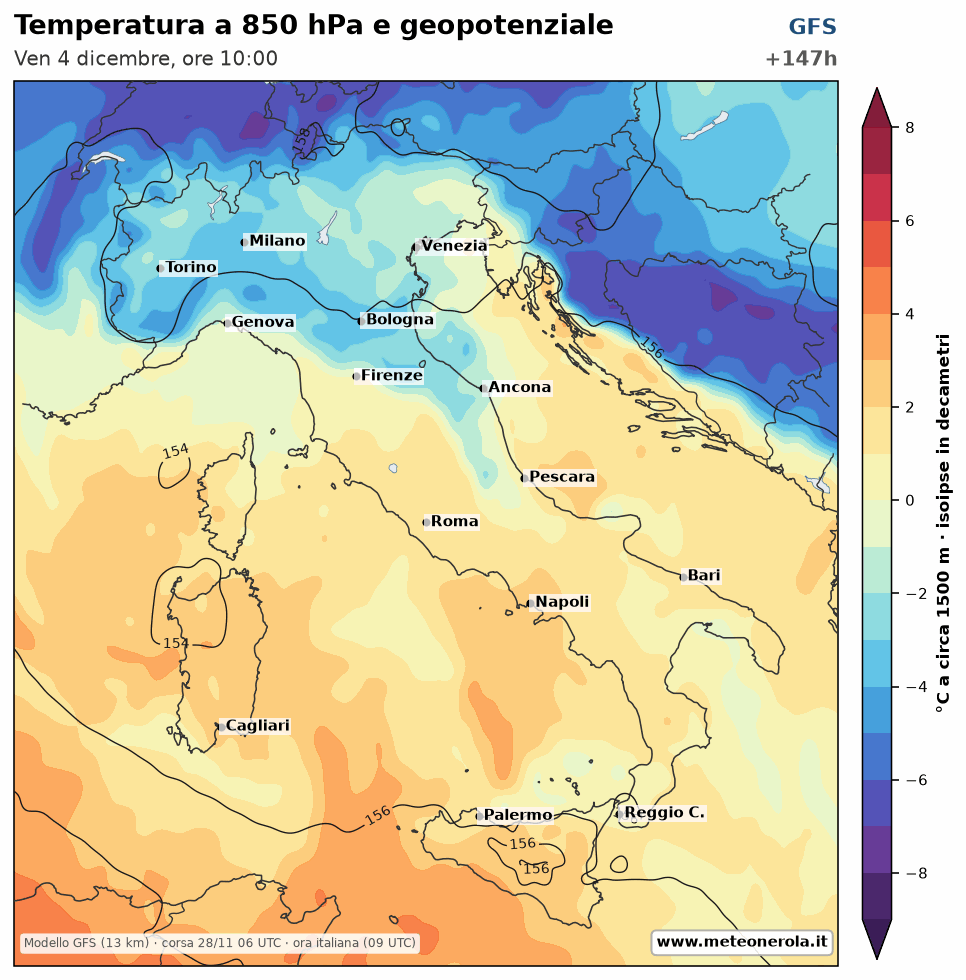 Temperatura a 850 hPa e geopotenziale
GFS
Ven 4 dicembre, ore 10:00
+147h
158
Milano
Venezia
Torino
Genova
Bologna
156
Firenze
Ancona
154
Pescara
Roma
Bari
Napoli
154
Cagliari
156
Palermo
Reggio C.
156
156
8
6
4
2
0
−2
−4
−6
−8
°C a circa 1500 m · isoipse in decametri
Modello GFS (13 km) · corsa 28/11 06 UTC · ora italiana (09 UTC)
www.meteonerola.it